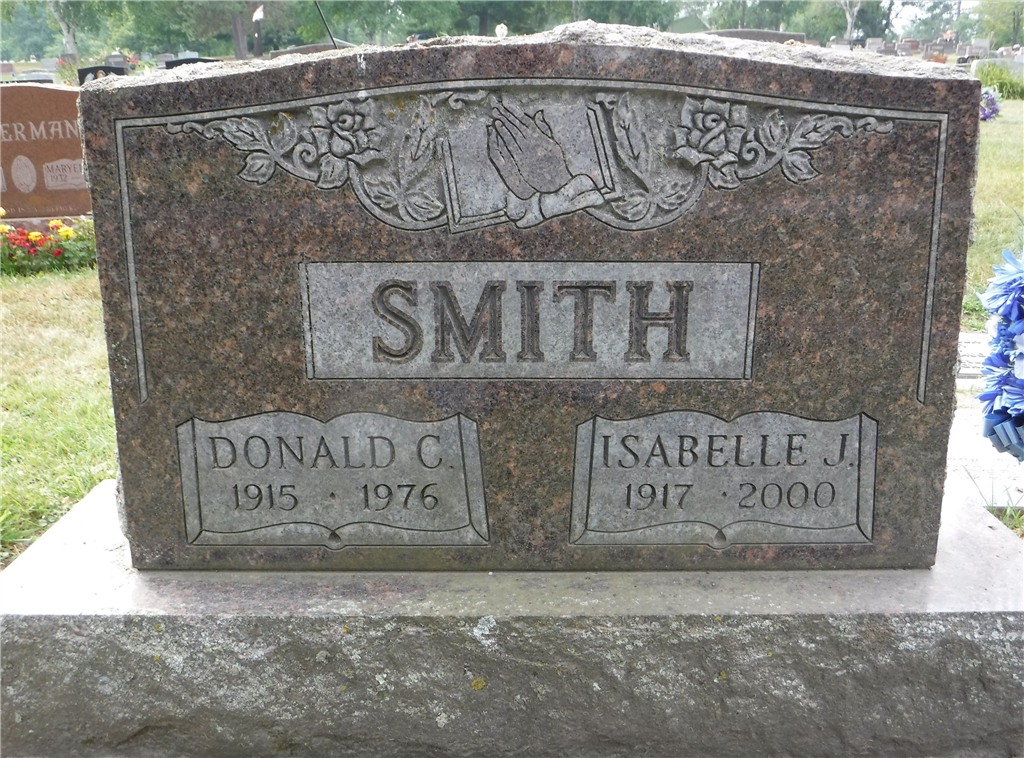 SMITH
DONALD C.
1915 · 1976
ISABELLE J.
1917 · 2000
ERMAN